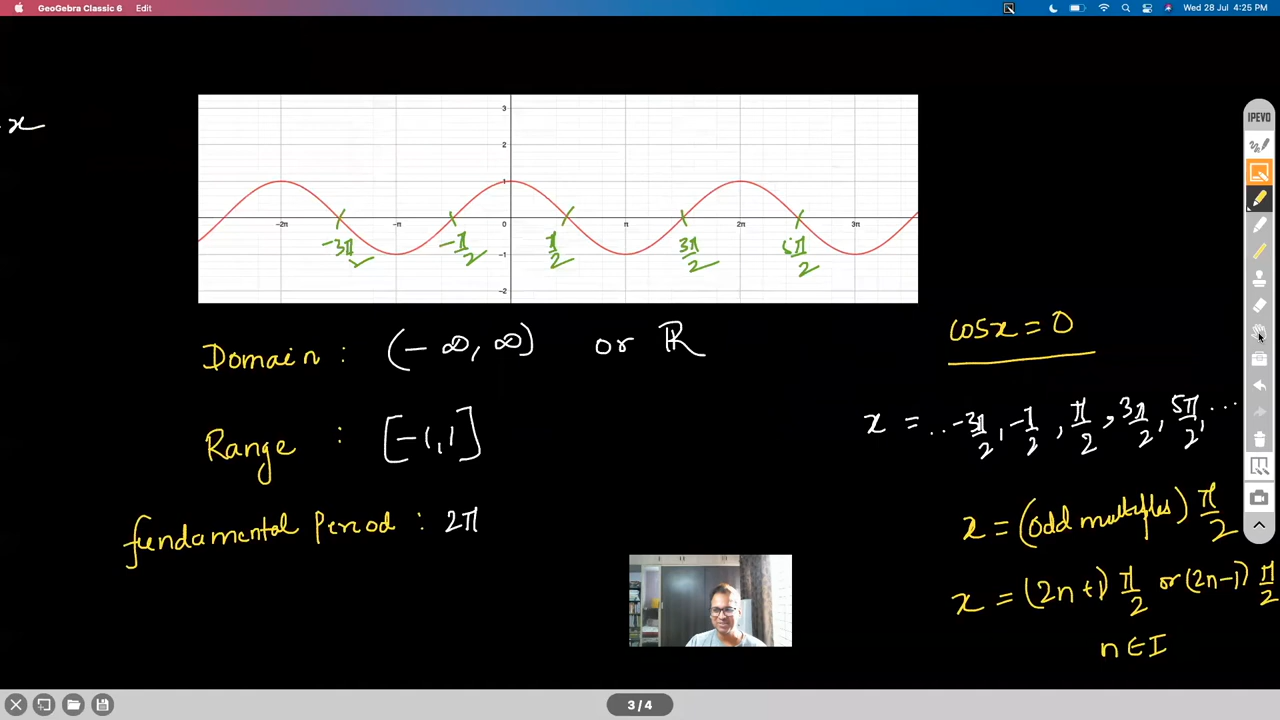 GeoGebra Classic 6 Edit Wed 28 Jul 4:25 PM
x
IPEVO
3
2
1
-2π -π 0 π 2π 3π
-3π/2 -π/2 π/2 3π/2 5π/2
-1
-2
cosx = 0
Domain : (-∞, ∞) or ℝ
x = ..-3π/2, -π/2, π/2, 3π/2, 5π/2, ...
Range : [-1,1]
x = (odd multiples) π/2
fundamental Period : 2π
x = (2n+1) π/2 or (2n-1) π/2
n ∈ I
3 / 4